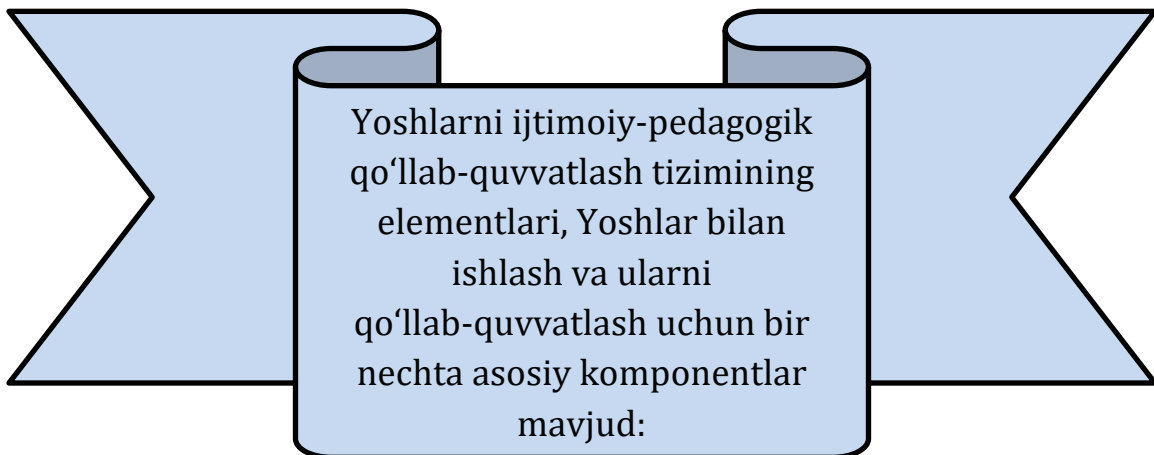 Yoshlarni ijtimoiy-pedagogik
qo‘llab-quvvatlash tizimining
elementlari, Yoshlar bilan
ishlash va ularni
qo‘llab-quvvatlash uchun bir
nechta asosiy komponentlar
mavjud: